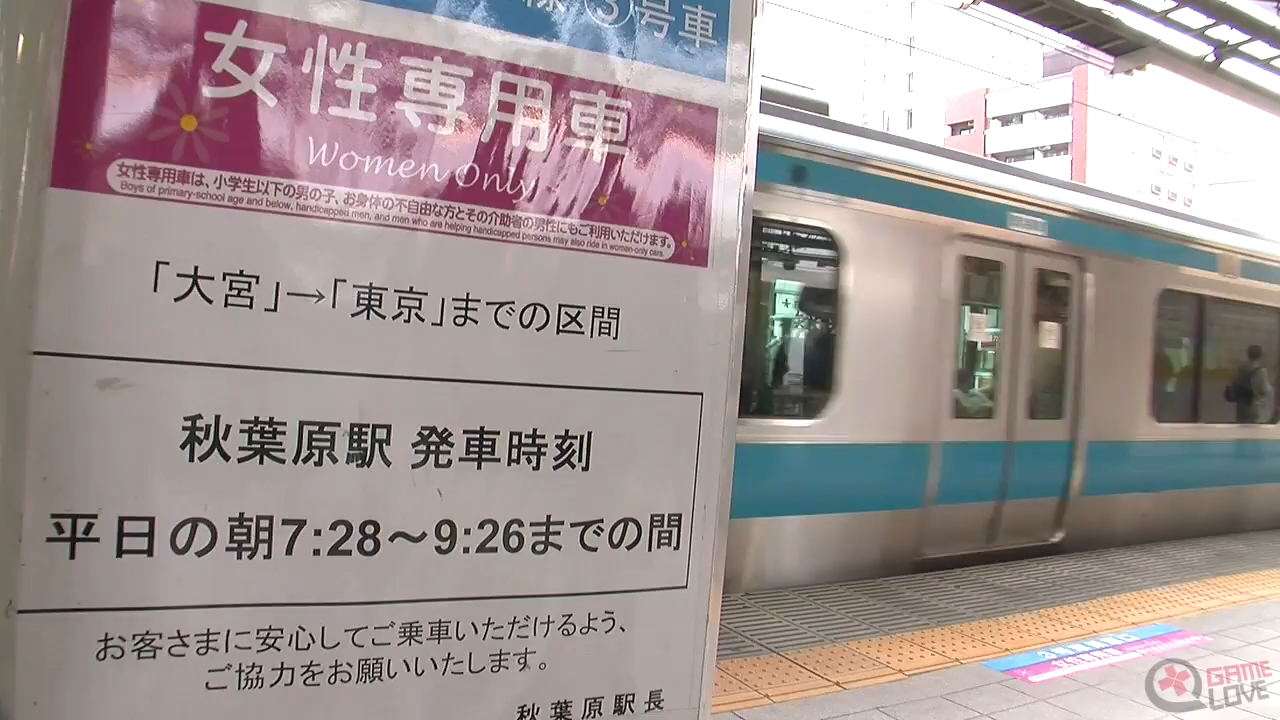 線 ③号車
女性専用車
Women Only
女性専用車は、小学生以下の男の子、お身体の不自由な方とその介助者の男性にもご利用いただけます。
Boys of primary-school age and below, handicapped men, and men who are helping handicapped persons may also ride in women-only cars.
「大宮」→「東京」までの区間
秋葉原駅 発車時刻
平日の朝7:28～9:26までの間
お客さまに安心してご乗車いただけるよう、
ご協力をお願いいたします。
秋葉原駅長
GAME
LOVE